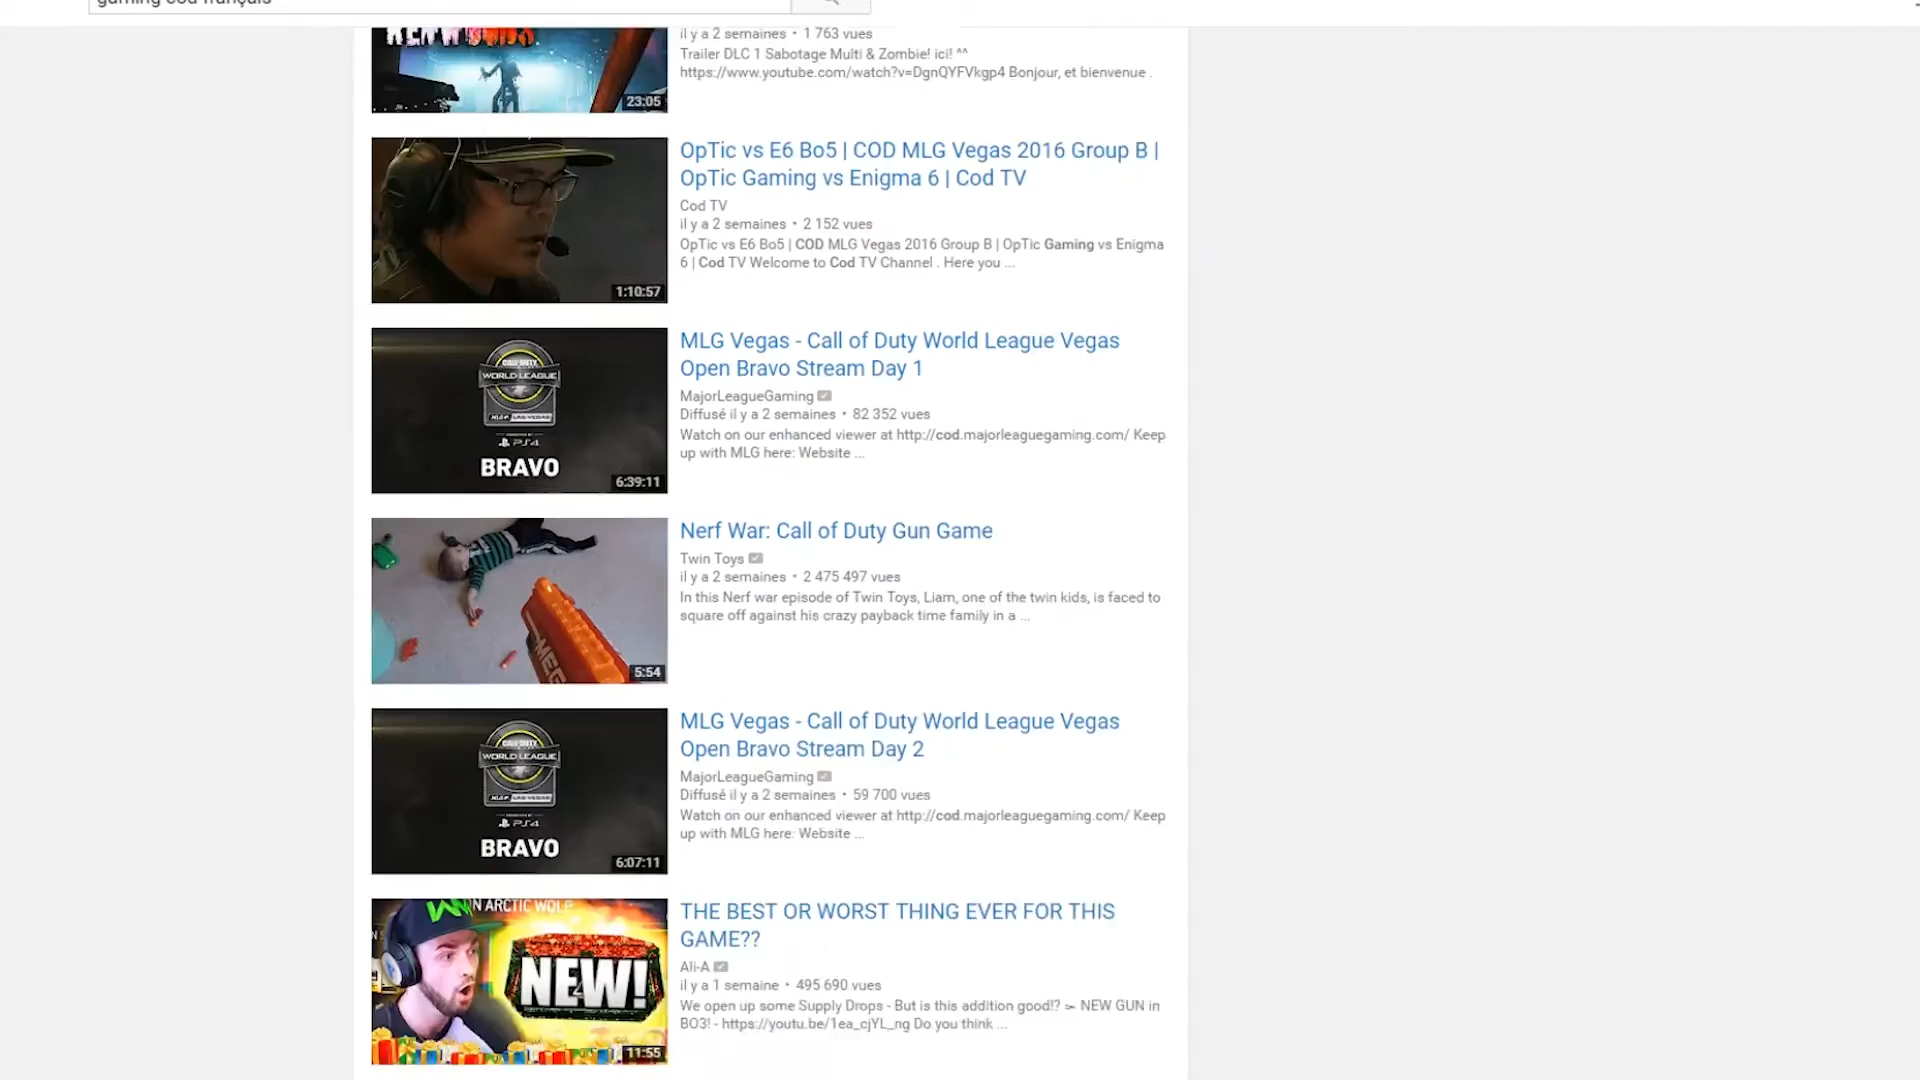 gaming cod français
il y a 2 semaines • 1 763 vues
Trailer DLC 1 Sabotage Multi & Zombie! ici! ^^
https://www.youtube.com/watch?v=DgnQYFVkgp4 Bonjour, et bienvenue .
23:05
OpTic vs E6 Bo5 | COD MLG Vegas 2016 Group B |
OpTic Gaming vs Enigma 6 | Cod TV
Cod TV
il y a 2 semaines • 2 152 vues
OpTic vs E6 Bo5 | COD MLG Vegas 2016 Group B | OpTic Gaming vs Enigma
6 | Cod TV Welcome to Cod TV Channel . Here you ...
1:10:57
CALL OF DUTY
WORLD LEAGUE
MLG LAS VEGAS
PS4
BRAVO
6:39:11
MLG Vegas - Call of Duty World League Vegas
Open Bravo Stream Day 1
MajorLeagueGaming
Diffusé il y a 2 semaines • 82 352 vues
Watch on our enhanced viewer at http://cod.majorleaguegaming.com/ Keep
up with MLG here: Website ...
MEG
5:54
Nerf War: Call of Duty Gun Game
Twin Toys
il y a 2 semaines • 2 475 497 vues
In this Nerf war episode of Twin Toys, Liam, one of the twin kids, is faced to
square off against his crazy payback time family in a ...
CALL OF DUTY
WORLD LEAGUE
MLG LAS VEGAS
PS4
BRAVO
6:07:11
MLG Vegas - Call of Duty World League Vegas
Open Bravo Stream Day 2
MajorLeagueGaming
Diffusé il y a 2 semaines • 59 700 vues
Watch on our enhanced viewer at http://cod.majorleaguegaming.com/ Keep
up with MLG here: Website ...
N ARCTIC WOLF
NEW!
11:55
THE BEST OR WORST THING EVER FOR THIS
GAME??
Ali-A
il y a 1 semaine • 495 690 vues
We open up some Supply Drops - But is this addition good!? ► NEW GUN in
BO3! - https://youtu.be/1ea_cjYL_ng Do you think ...